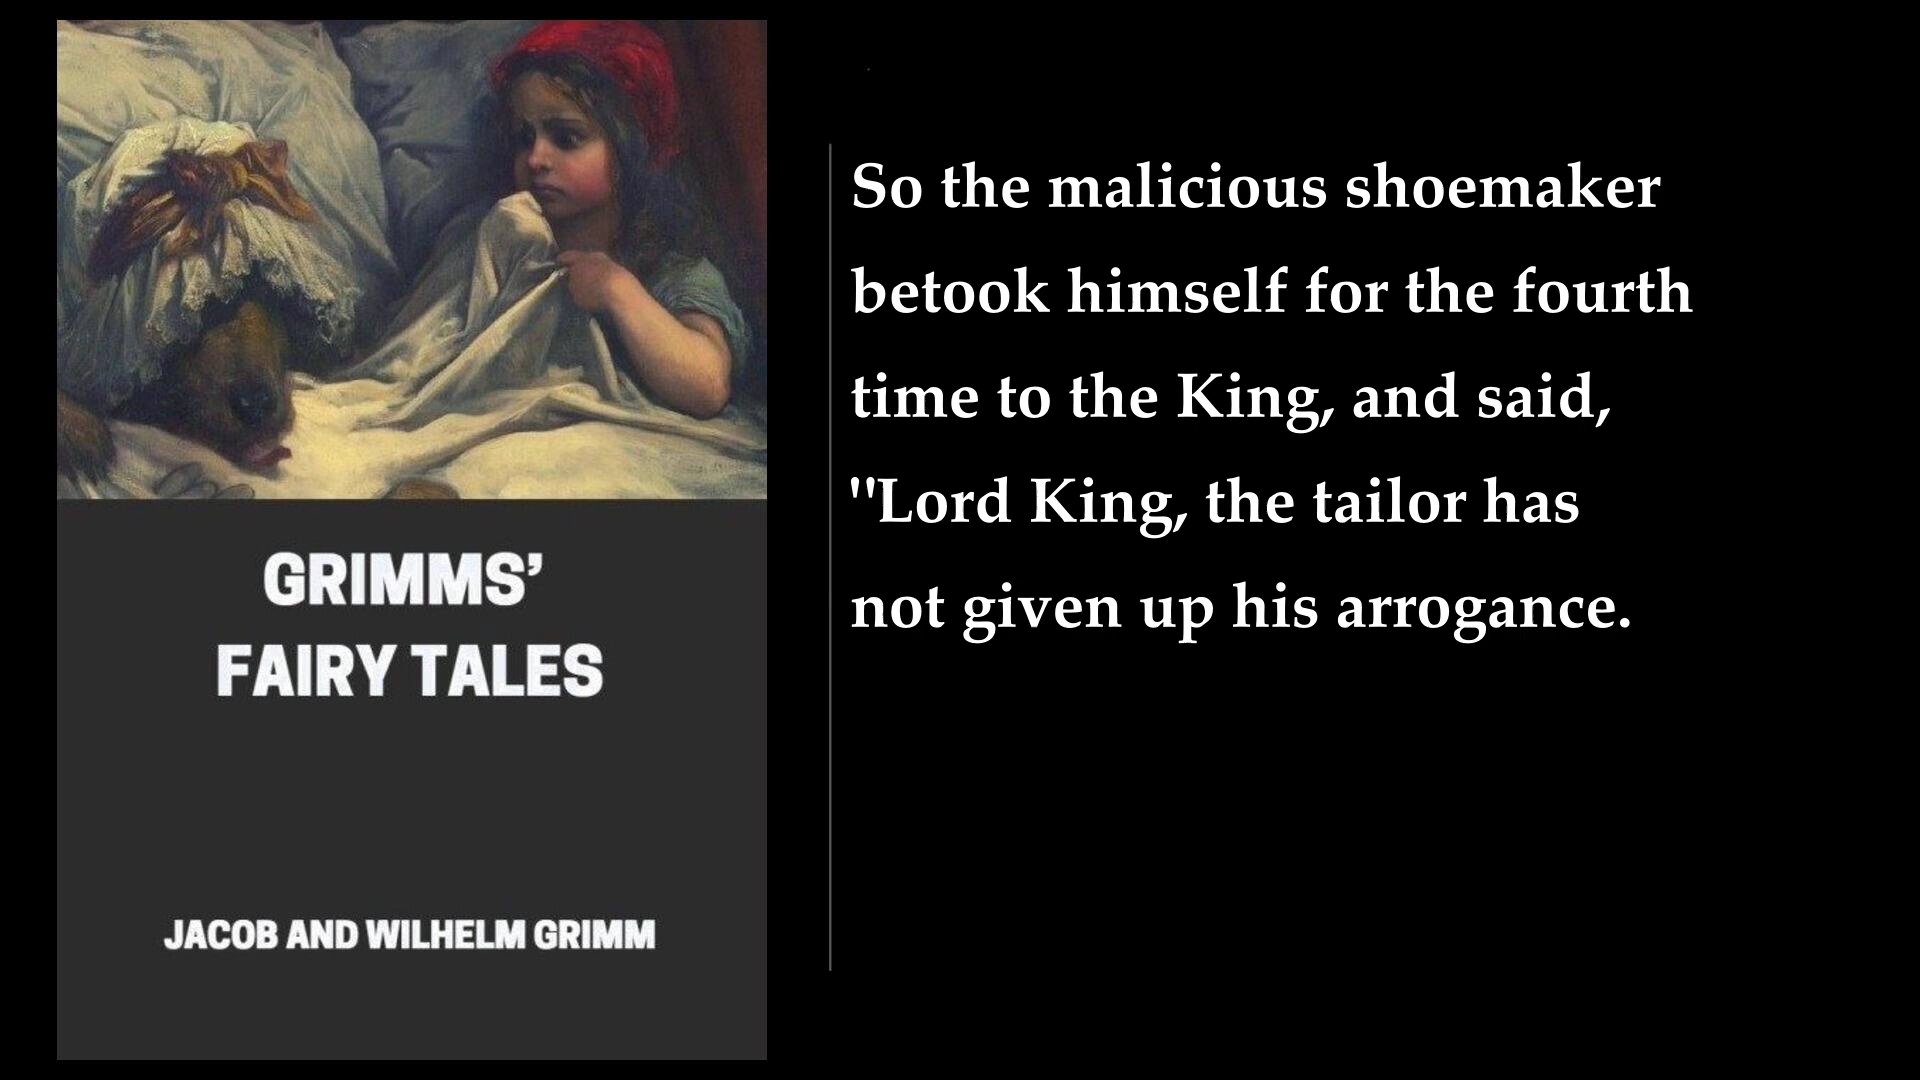 GRIMMS’
FAIRY TALES
JACOB AND WILHELM GRIMM
So the malicious shoemaker
betook himself for the fourth
time to the King, and said,
"Lord King, the tailor has
not given up his arrogance.